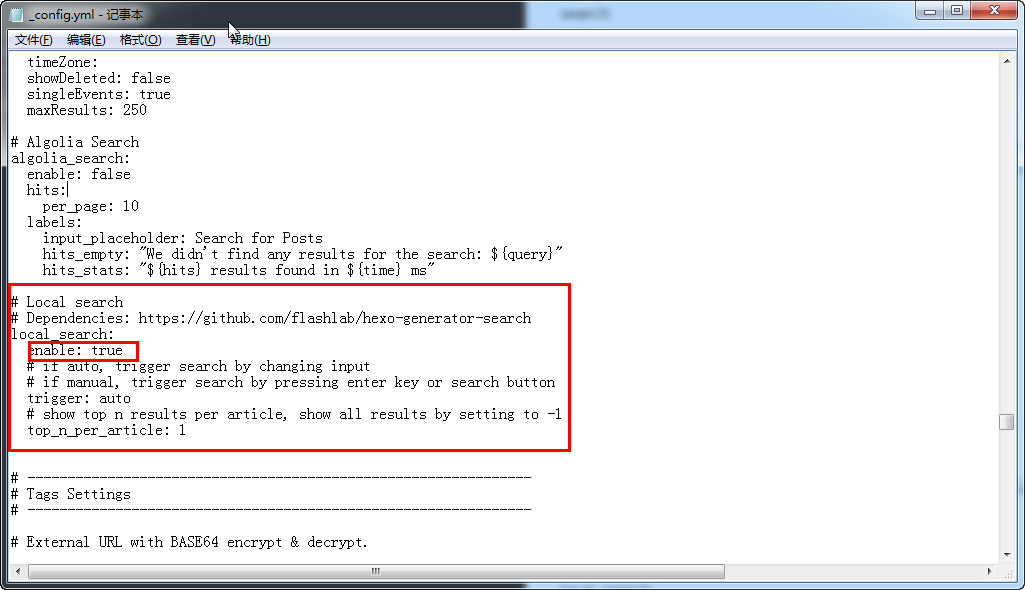 _config.yml - 记事本
文件(F) 编辑(E) 格式(O) 查看(V) 帮助(H)
timeZone:
showDeleted: false
singleEvents: true
maxResults: 250
# Algolia Search
algolia_search:
enable: false
hits:
per_page: 10
labels:
input_placeholder: Search for Posts
hits_empty: "We didn't find any results for the search: ${query}"
hits_stats: "${hits} results found in ${time} ms"
# Local search
# Dependencies: https://github.com/flashlab/hexo-generator-search
local_search:
enable: true
# if auto, trigger search by changing input
# if manual, trigger search by pressing enter key or search button
trigger: auto
# show top n results per article, show all results by setting to -1
top_n_per_article: 1
# ---------------------------------------------------------------
# Tags Settings
# ---------------------------------------------------------------
# External URL with BASE64 encrypt & decrypt.